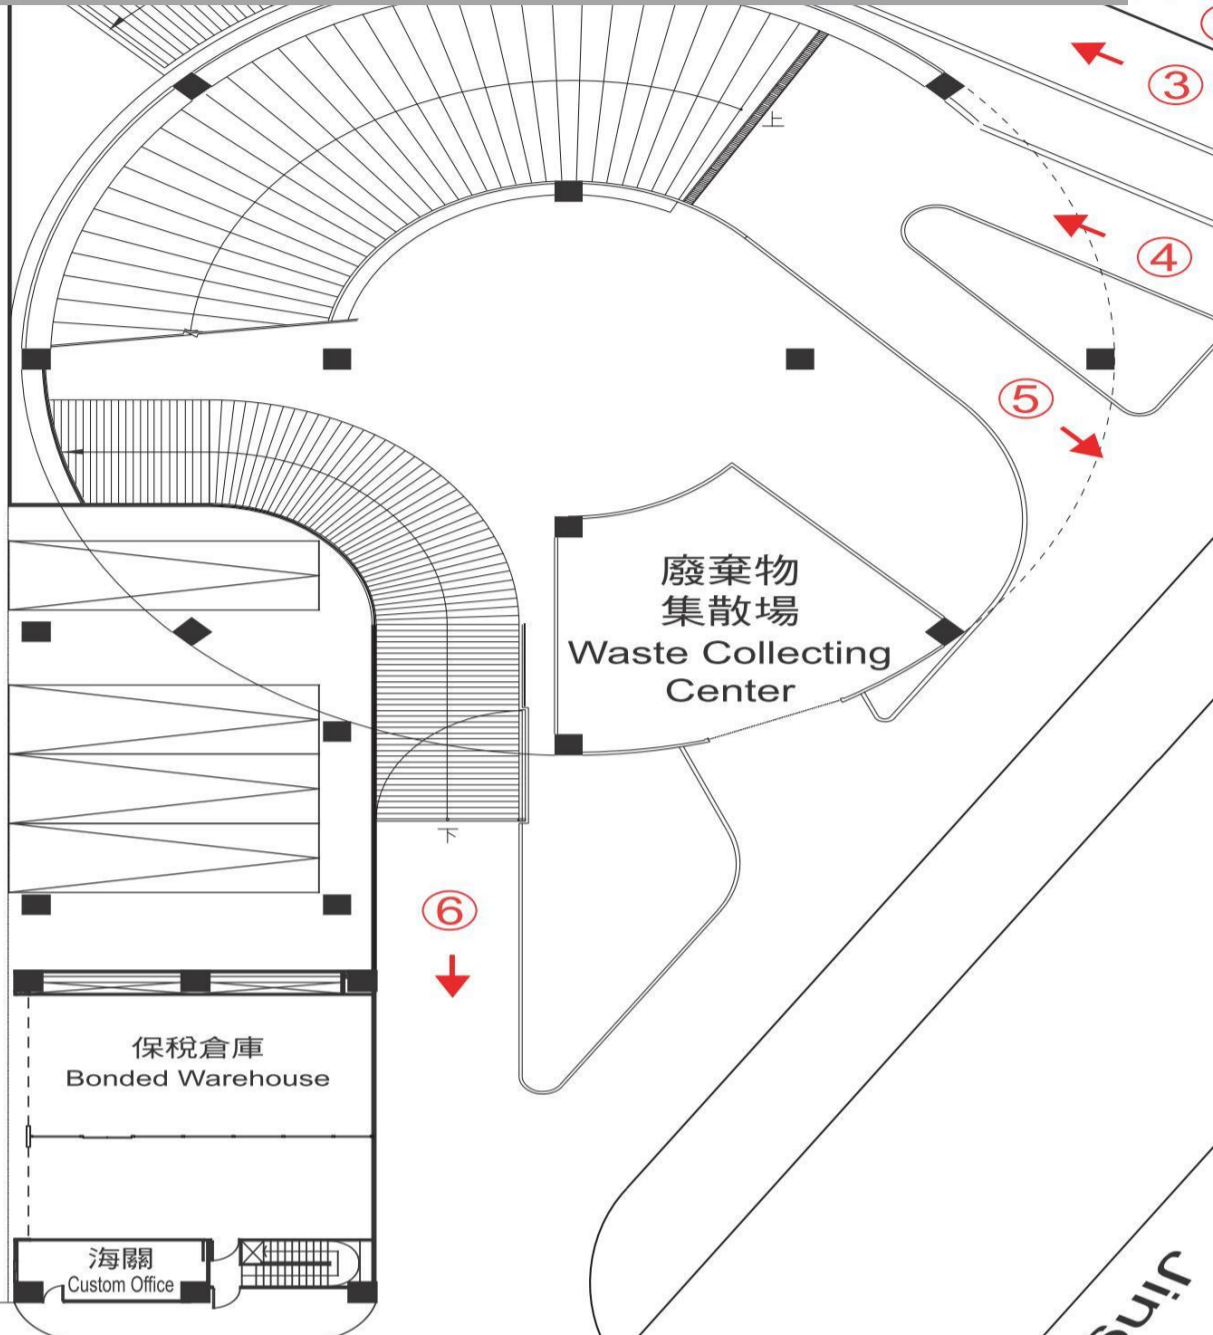 ③
上
④
⑤
廢棄物
集散場
Waste Collecting
Center
下
⑥
保稅倉庫
Bonded Warehouse
海關
Custom Office